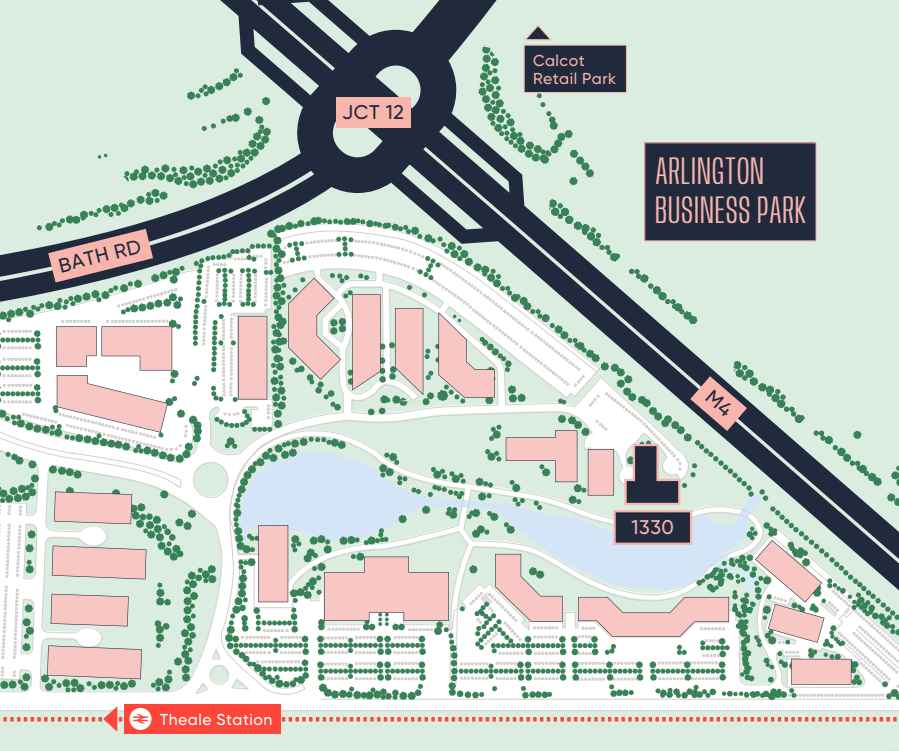 Calcot
Retail Park
JCT 12
ARLINGTON
BUSINESS PARK
BATH RD
M4
1330
Theale Station